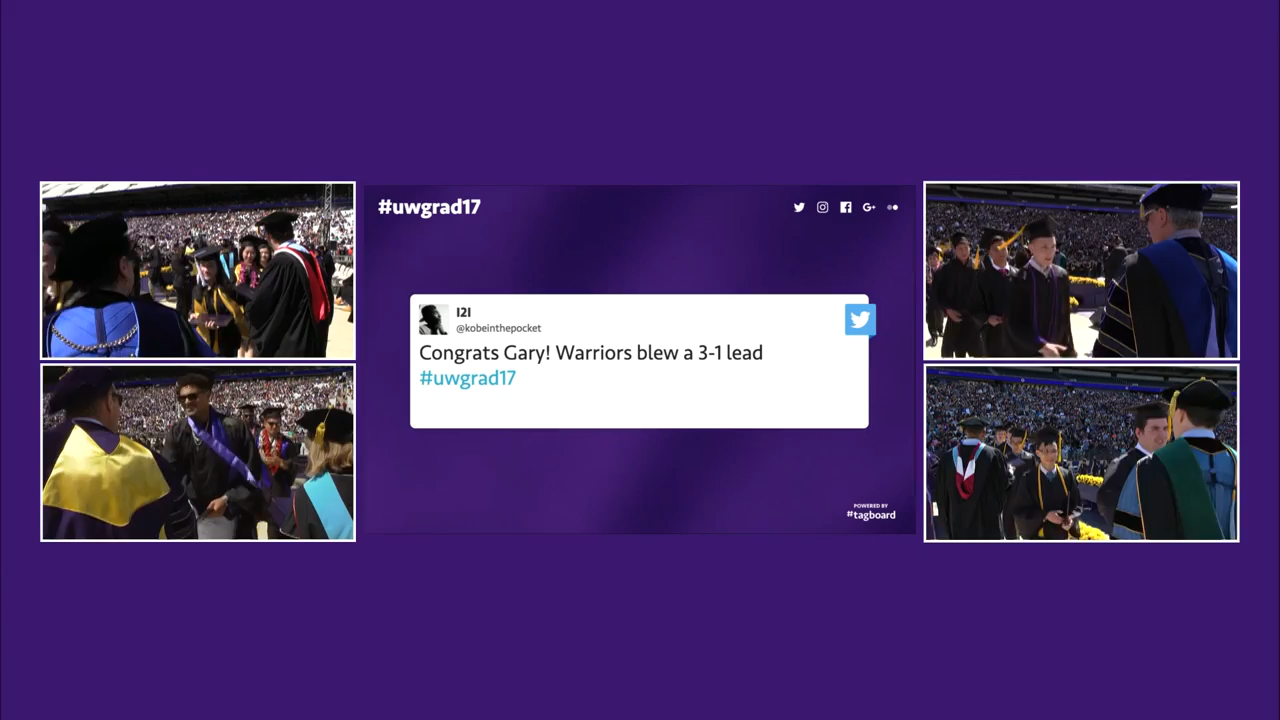 #uwgrad17
I2I
@kobeinthepocket
Congrats Gary! Warriors blew a 3-1 lead
#uwgrad17
POWERED BY
#tagboard